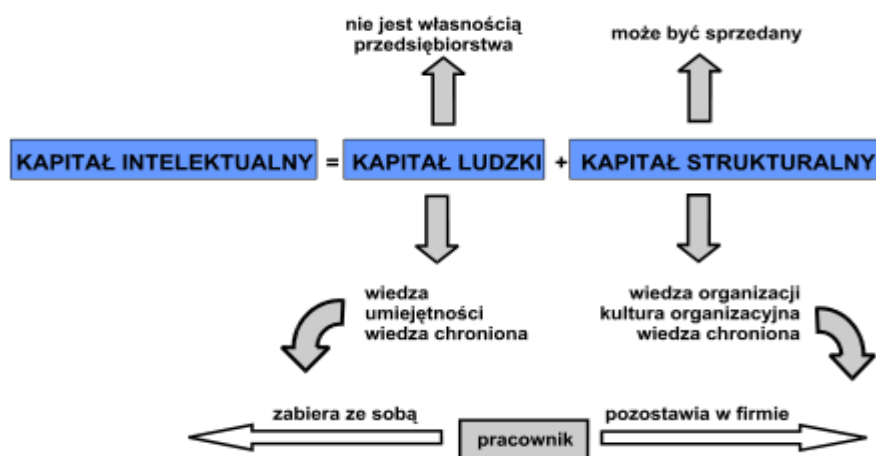 nie jest własnością
przedsiębiorstwa
może być sprzedany
KAPITAŁ INTELEKTUALNY = KAPITAŁ LUDZKI + KAPITAŁ STRUKTURALNY
wiedza
umiejętności
wiedza chroniona
wiedza organizacji
kultura organizacyjna
wiedza chroniona
zabiera ze sobą
pracownik
pozostawia w firmie